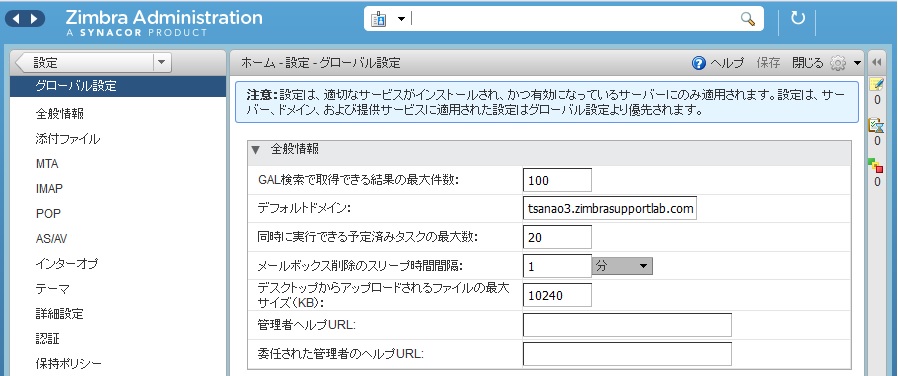 Zimbra Administration
A SYNACOR PRODUCT
設定
ホーム - 設定 - グローバル設定
ヘルプ 保存 閉じる
グローバル設定
全般情報
添付ファイル
MTA
IMAP
POP
AS/AV
インターオプ
テーマ
詳細設定
認証
保持ポリシー
注意: 設定は、適切なサービスがインストールされ、かつ有効になっているサーバーにのみ適用されます。設定は、サー
バー、ドメイン、および提供サービスに適用された設定はグローバル設定より優先されます。
全般情報
GAL検索で取得できる結果の最大件数: 100
デフォルトドメイン: tsanao3.zimbrasupportlab.com
同時に実行できる予定済みタスクの最大数: 20
メールボックス削除のスリープ時間間隔: 1 分
デスクトップからアップロードされるファイルの最大
サイズ(KB): 10240
管理者ヘルプURL:
委任された管理者のヘルプURL:
0
0
0